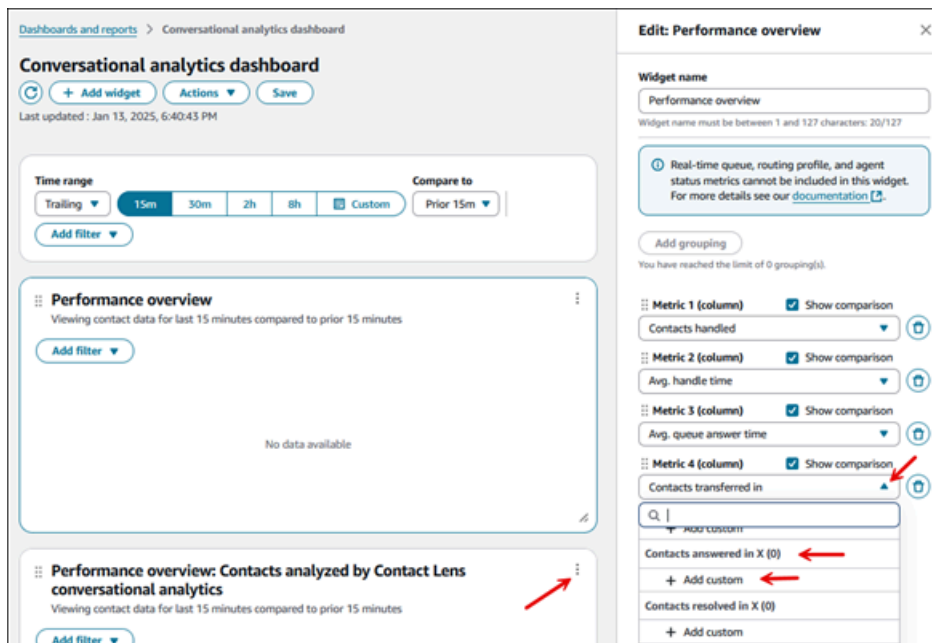 Dashboards and reports > Conversational analytics dashboard
Conversational analytics dashboard
+ Add widget Actions Save
Last updated : Jan 13, 2025, 6:40:43 PM
Time range
Trailing 15m 30m 2h 8h Custom
Compare to
Prior 15m
Add filter
Performance overview
Viewing contact data for last 15 minutes compared to prior 15 minutes
Add filter
No data available
Performance overview: Contacts analyzed by Contact Lens
conversational analytics
Viewing contact data for last 15 minutes compared to prior 15 minutes
Add filter
Edit: Performance overview
Widget name
Performance overview
Widget name must be between 1 and 127 characters: 20/127
Real-time queue, routing profile, and agent
status metrics cannot be included in this widget.
For more details see our documentation.
Add grouping
You have reached the limit of 0 grouping(s).
Metric 1 (column) Show comparison
Contacts handled
Metric 2 (column) Show comparison
Avg. handle time
Metric 3 (column) Show comparison
Avg. queue answer time
Metric 4 (column) Show comparison
Contacts transferred in
+ Add custom
Contacts answered in X (0)
+ Add custom
Contacts resolved in X (0)
+ Add custom